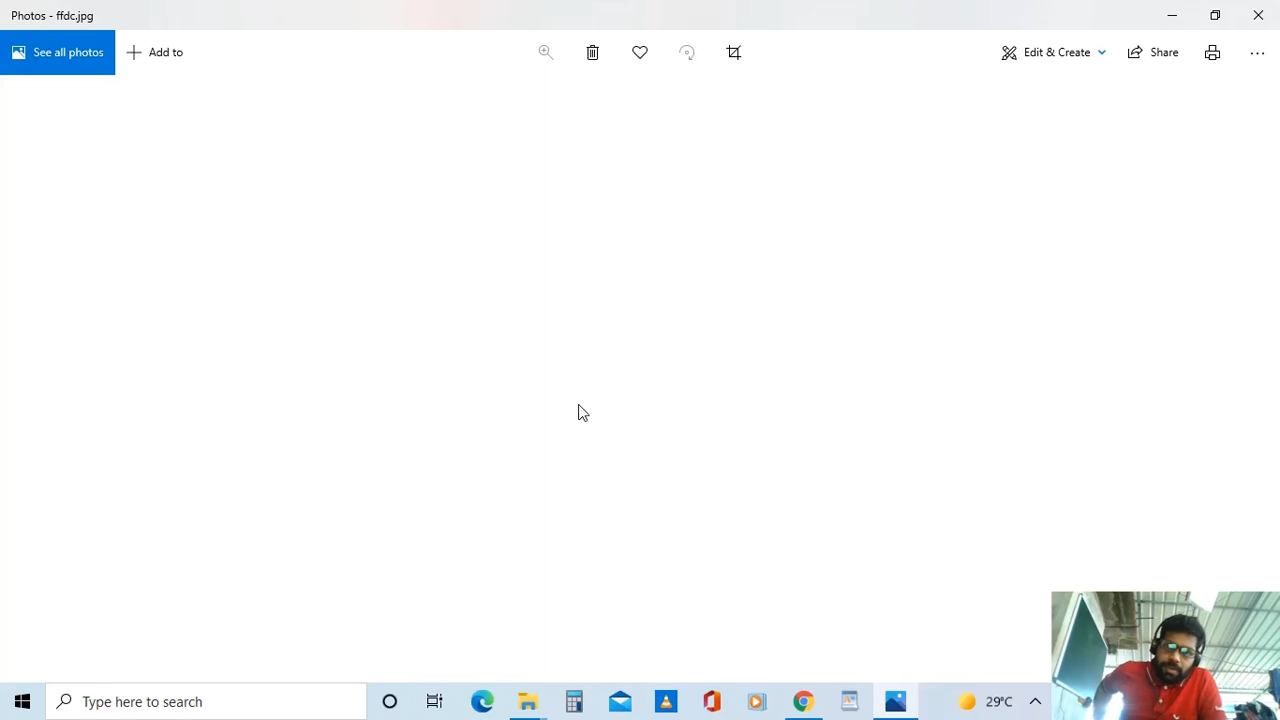 Photos - ffdc.jpg
See all photos
Add to
Edit & Create
Share
Type here to search
29°C